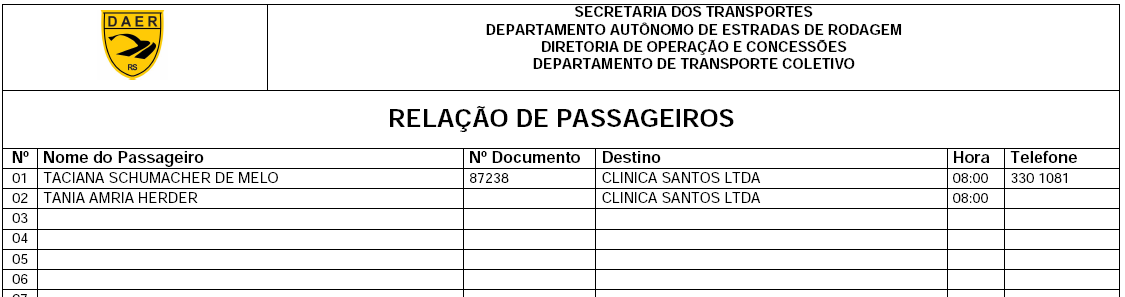 DAER
RS
SECRETARIA DOS TRANSPORTES
DEPARTAMENTO AUTÔNOMO DE ESTRADAS DE RODAGEM
DIRETORIA DE OPERAÇÃO E CONCESSÕES
DEPARTAMENTO DE TRANSPORTE COLETIVO
RELAÇÃO DE PASSAGEIROS
Nº Nome do Passageiro Nº Documento Destino Hora Telefone
01 TACIANA SCHUMACHER DE MELO 87238 CLINICA SANTOS LTDA 08:00 330 1081
02 TANIA AMRIA HERDER CLINICA SANTOS LTDA 08:00
03
04
05
06